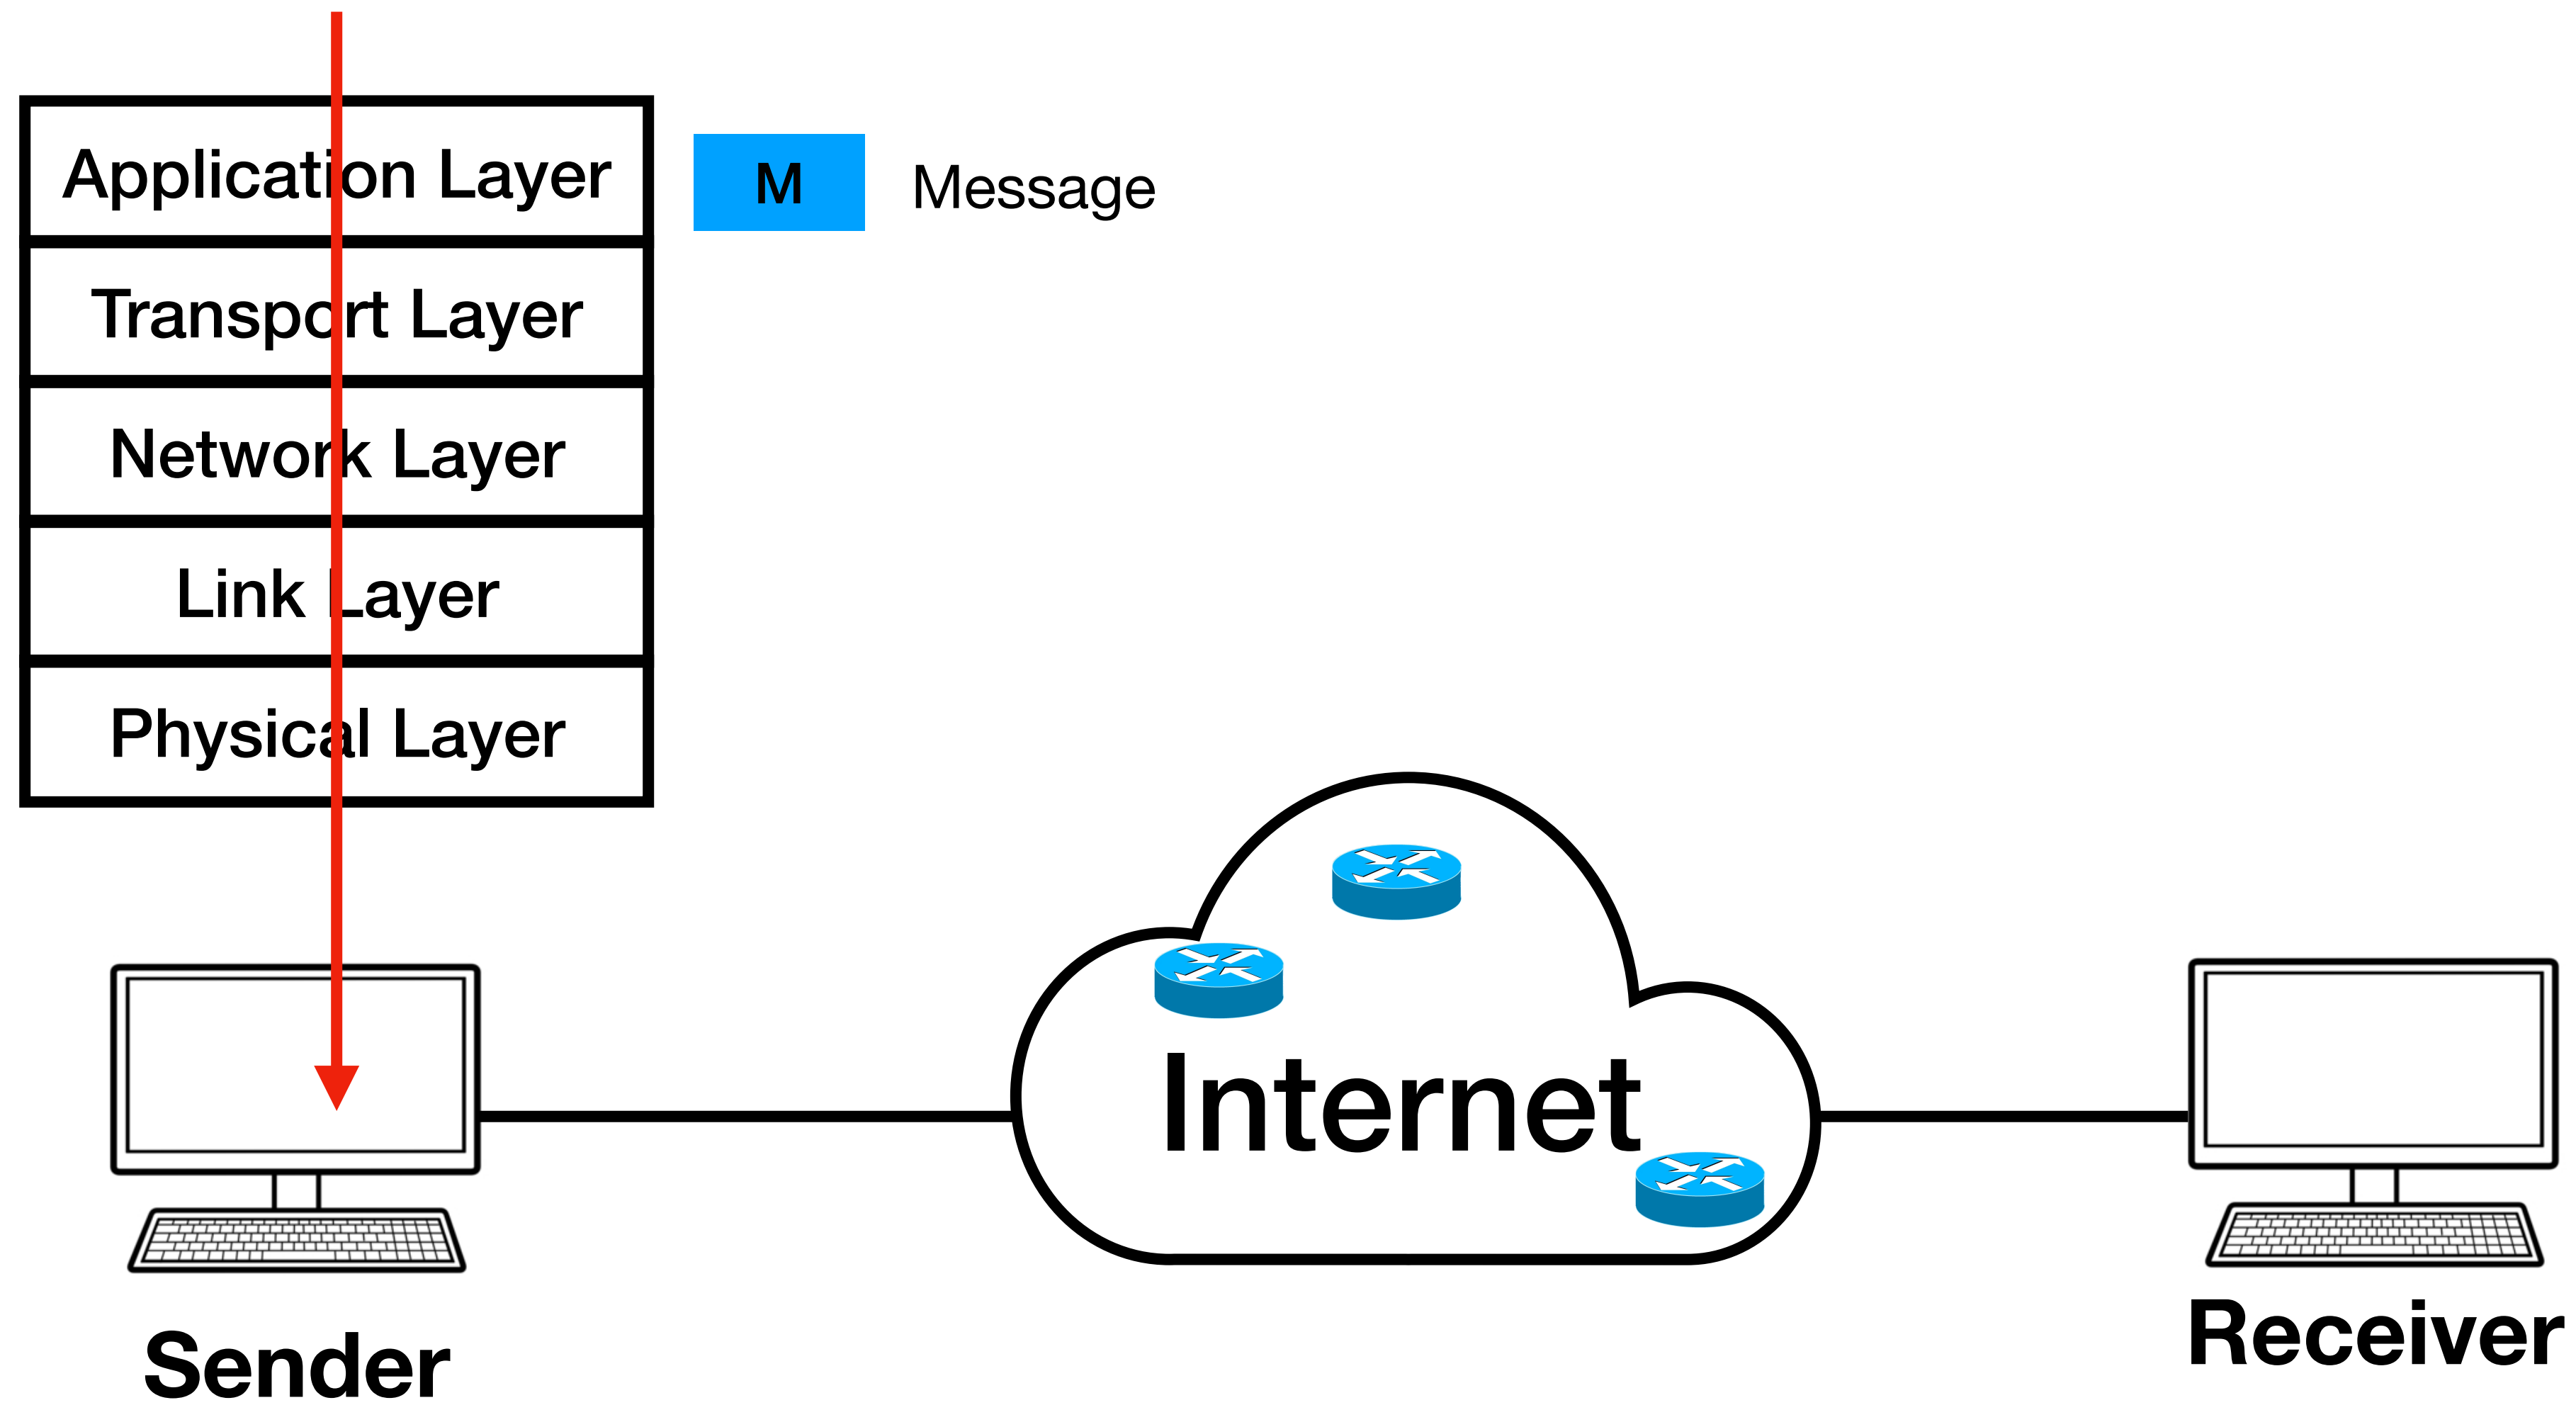 Application Layer
M
Message
Transport Layer
Network Layer
Link Layer
Physical Layer
Internet
Sender
Receiver